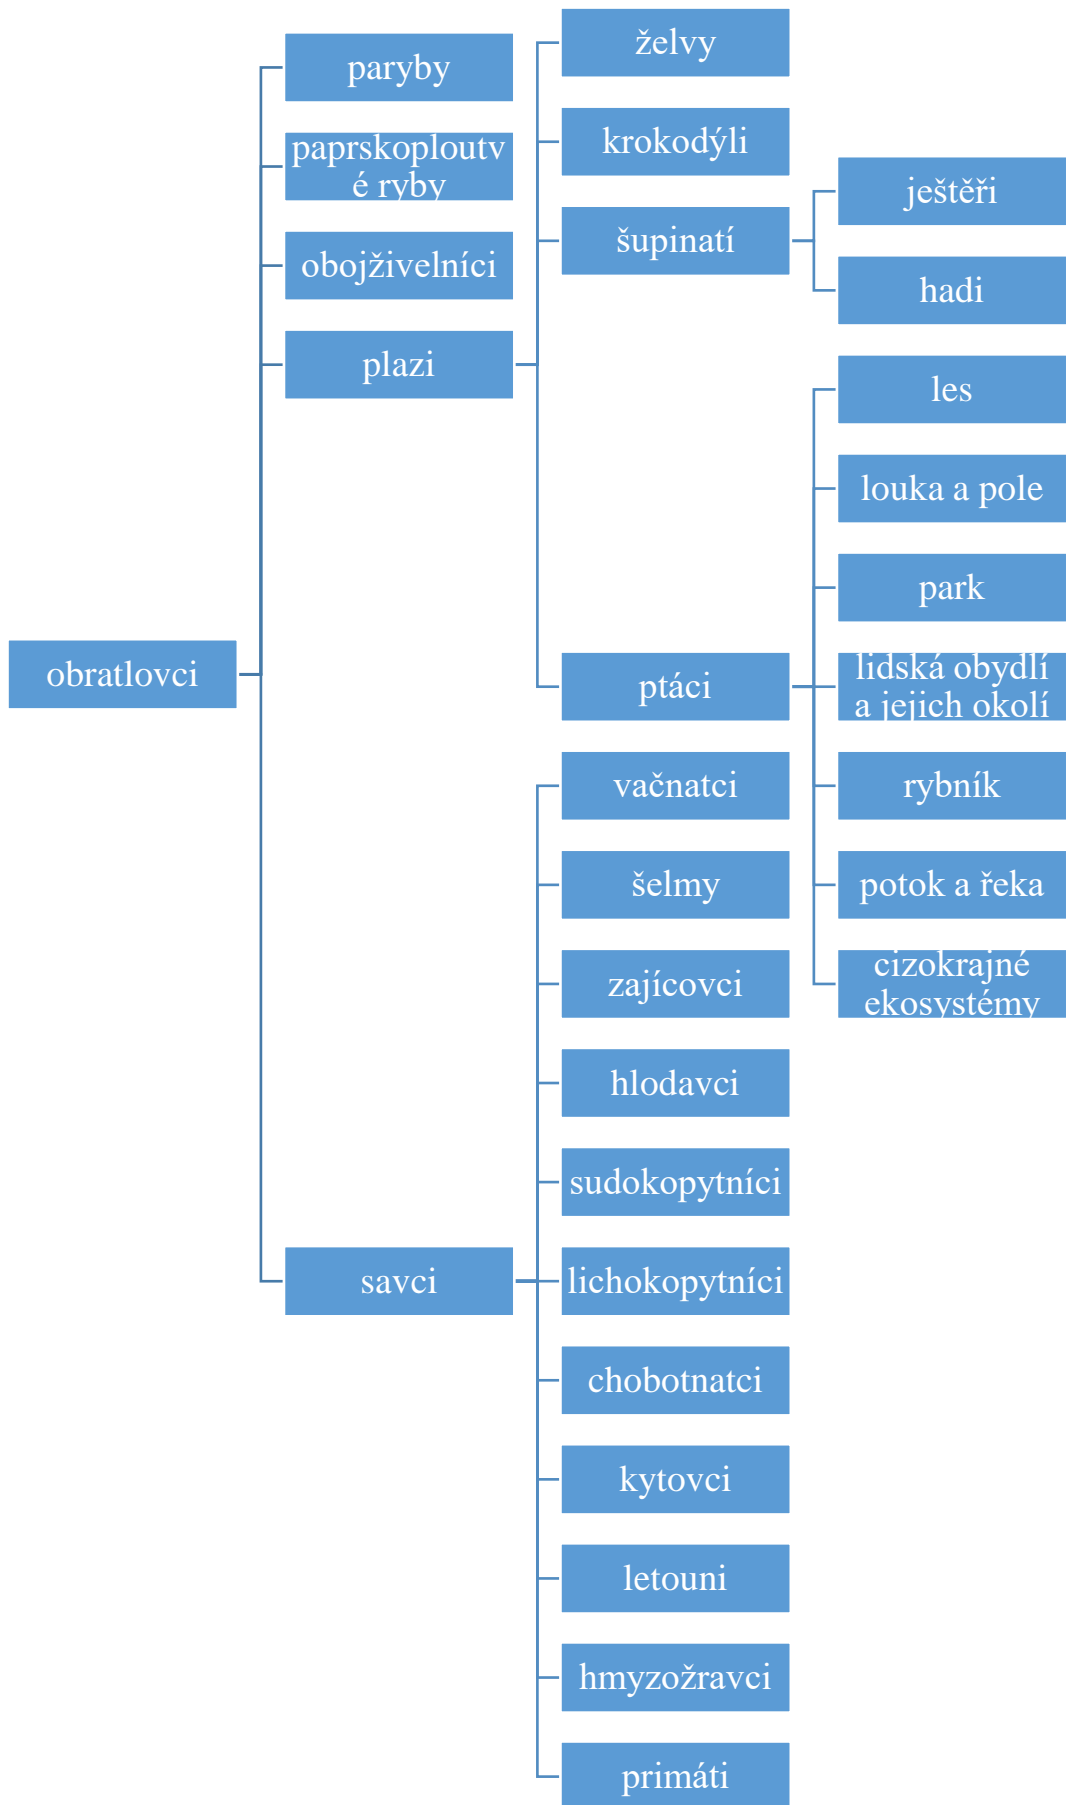 obratlovci
paryby
paprskoploutv
é ryby
obojživelníci
plazi
želvy
krokodýli
šupinatí
ještěři
hadi
ptáci
les
louka a pole
park
lidská obydlí
a jejich okolí
rybník
potok a řeka
cizokrajné
ekosystémy
savci
vačnatci
šelmy
zajícovci
hlodavci
sudokopytníci
lichokopytníci
chobotnatci
kytovci
letouni
hmyzožravci
primáti